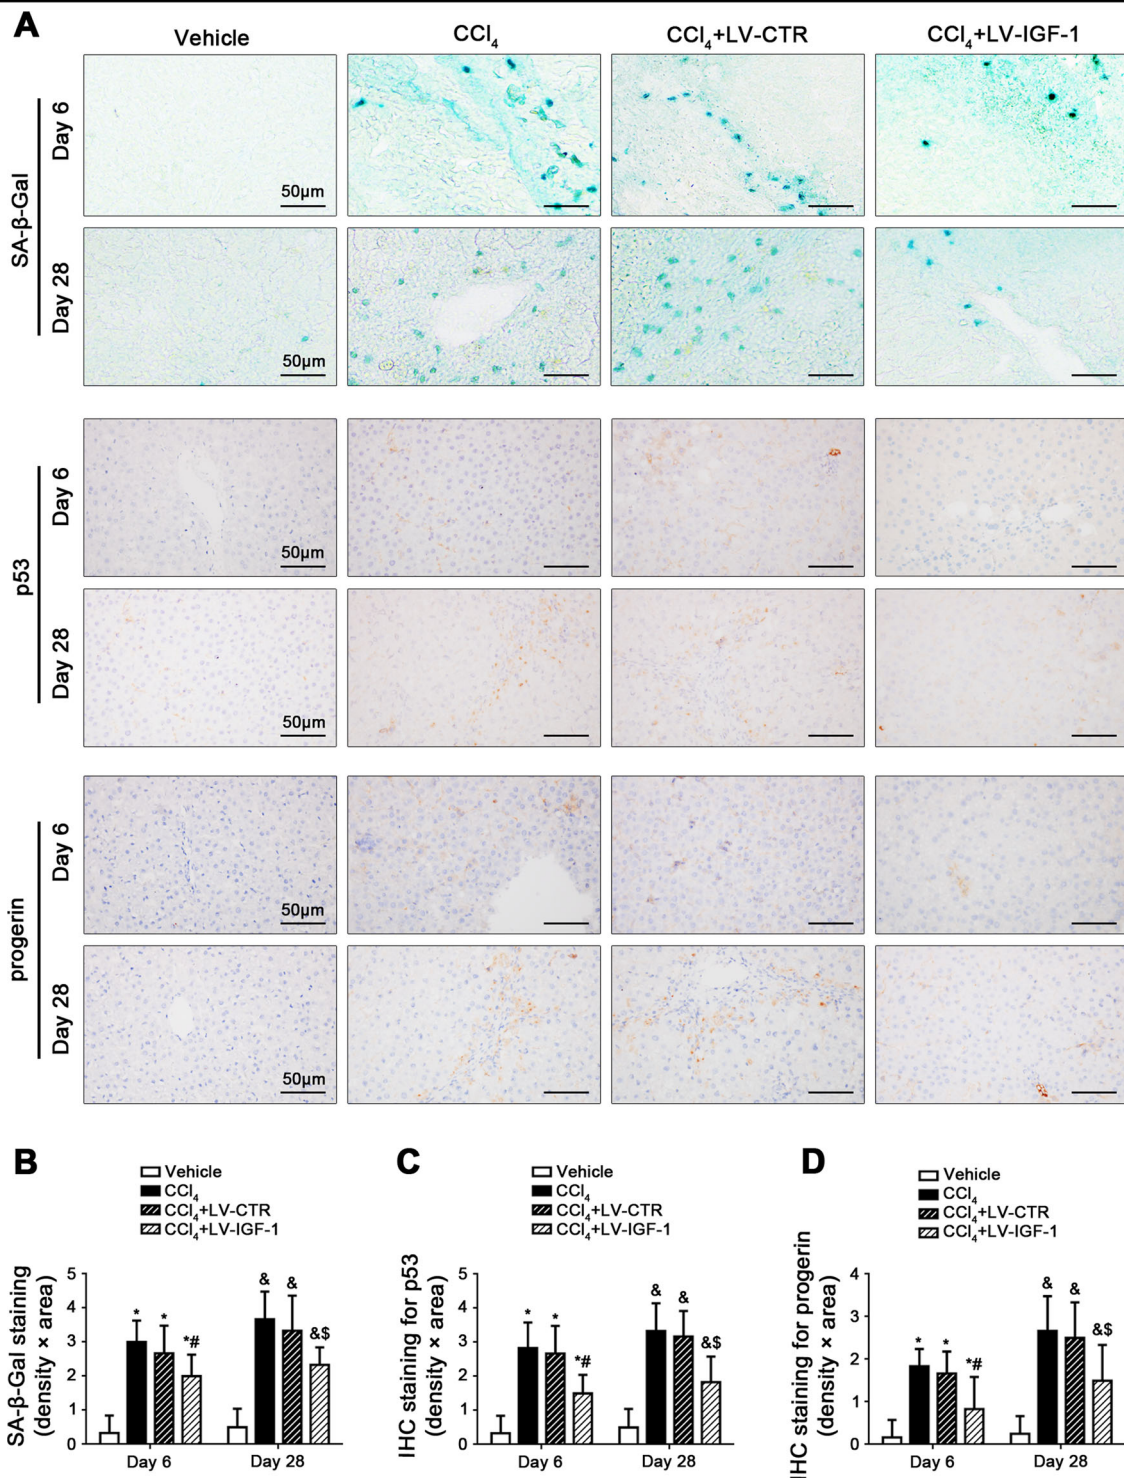 A
Vehicle
CCl₄
CCl₄+LV-CTR
CCl₄+LV-IGF-1
SA-β-Gal
Day 6
50μm
Day 28
50μm
p53
Day 6
50μm
Day 28
50μm
progerin
Day 6
50μm
Day 28
50μm
B
Vehicle
CCl₄
CCl₄+LV-CTR
CCl₄+LV-IGF-1
SA-β-Gal staining
(density × area)
5
4
3
2
1
0
* * *#
& & &$
Day 6
Day 28
C
Vehicle
CCl₄
CCl₄+LV-CTR
CCl₄+LV-IGF-1
IHC staining for p53
(density × area)
5
4
3
2
1
0
* * *#
& & &$
Day 6
Day 28
D
Vehicle
CCl₄
CCl₄+LV-CTR
CCl₄+LV-IGF-1
IHC staining for progerin
(density × area)
4
3
2
1
0
* * *#
& & &$
Day 6
Day 28